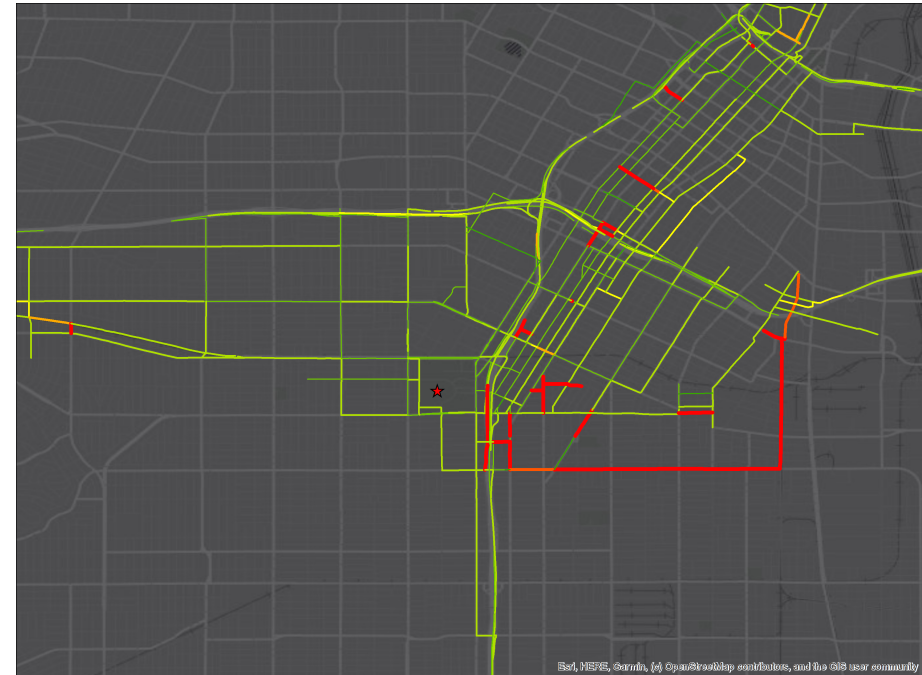 Esri, HERE, Garmin, (c) OpenStreetMap contributors, and the GIS user community